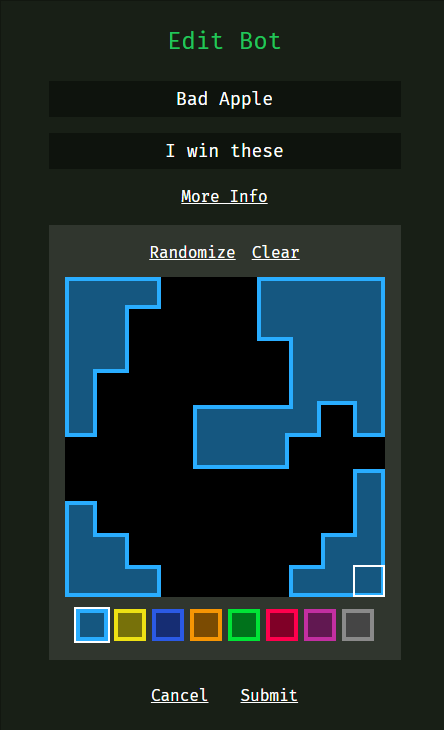 Edit Bot
Bad Apple
I win these
More Info
Randomize Clear
Cancel Submit